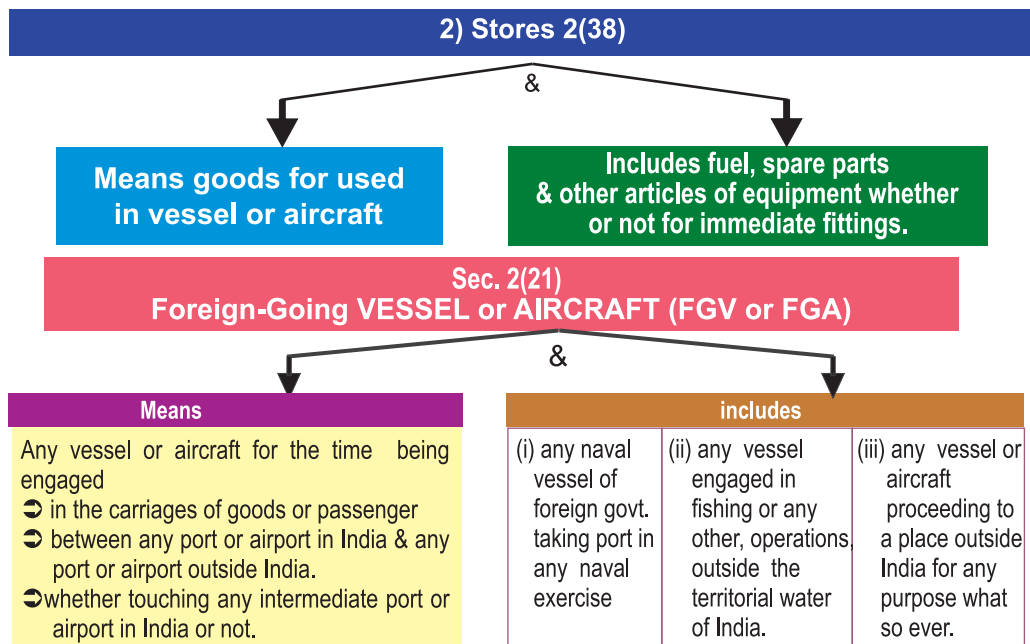 2) Stores 2(38)
&
Means goods for used
in vessel or aircraft
Includes fuel, spare parts
& other articles of equipment whether
or not for immediate fittings.
Sec. 2(21)
Foreign-Going VESSEL or AIRCRAFT (FGV or FGA)
&
Means
Any vessel or aircraft for the time being
engaged
➲ in the carriages of goods or passenger
➲ between any port or airport in India & any
port or airport outside India.
➲whether touching any intermediate port or
airport in India or not.
includes
(i) any naval
vessel of
foreign govt.
taking port in
any naval
exercise
(ii) any vessel
engaged in
fishing or any
other, operations,
outside the
territorial water
of India.
(iii) any vessel or
aircraft
proceeding to
a place outside
India for any
purpose what
so ever.